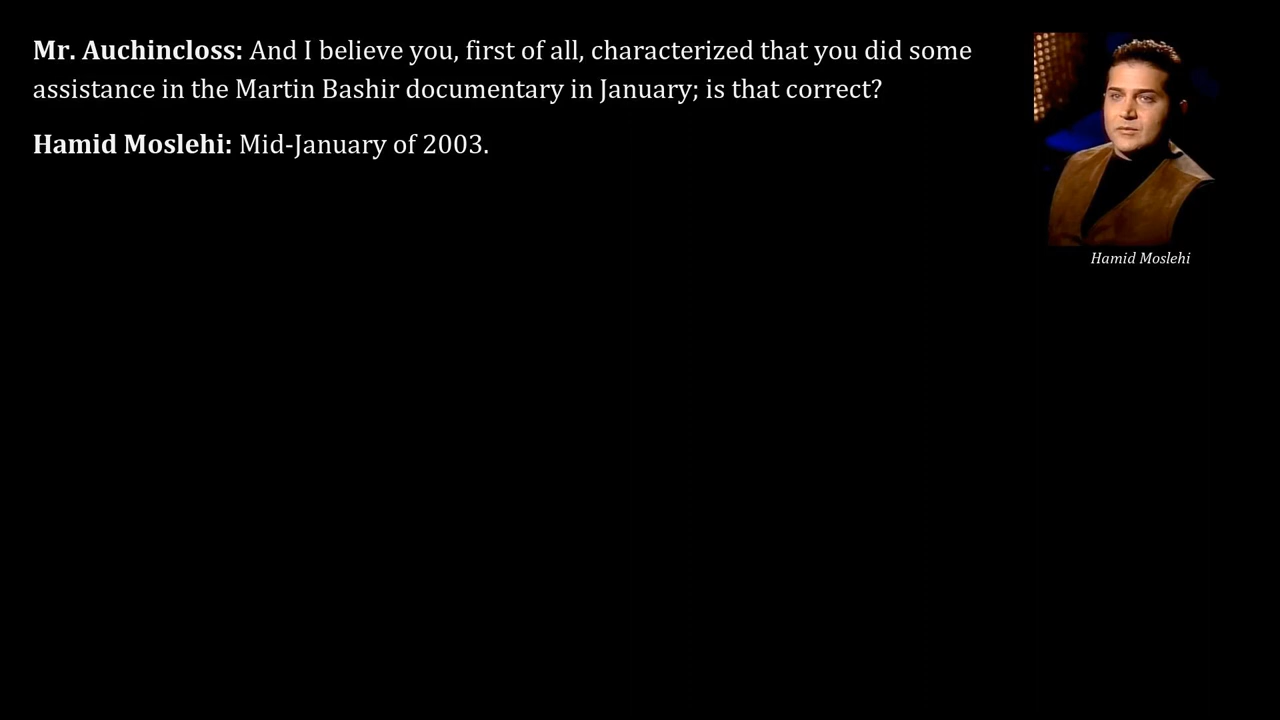 Mr. Auchincloss: And I believe you, first of all, characterized that you did some
assistance in the Martin Bashir documentary in January; is that correct?
Hamid Moslehi: Mid-January of 2003.
Hamid Moslehi